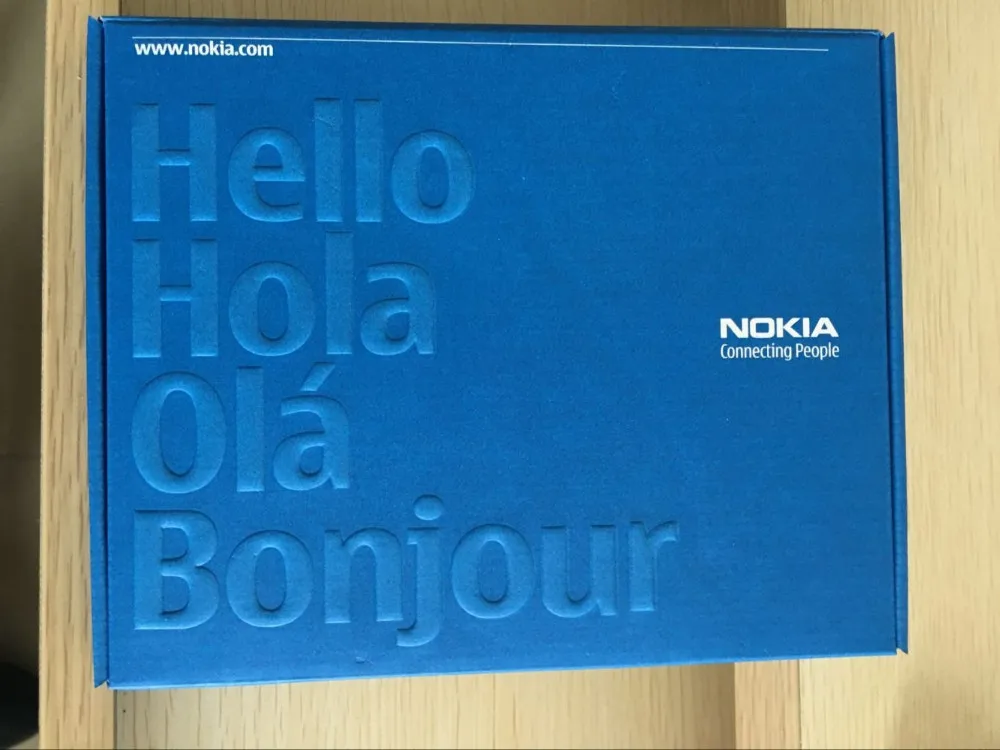 www.nokia.com
Hello
Hola
Olá
Bonjour
NOKIA
Connecting People